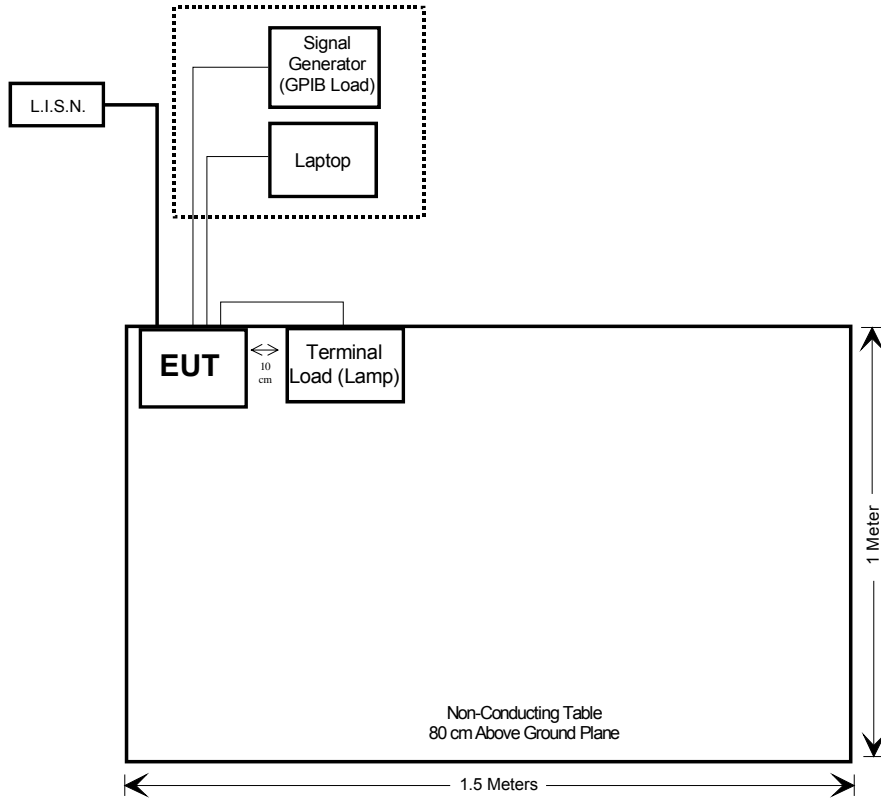 Signal
Generator
(GPIB Load)
L.I.S.N.
Laptop
EUT
10
cm
Terminal
Load (Lamp)
1 Meter
Non-Conducting Table
80 cm Above Ground Plane
1.5 Meters